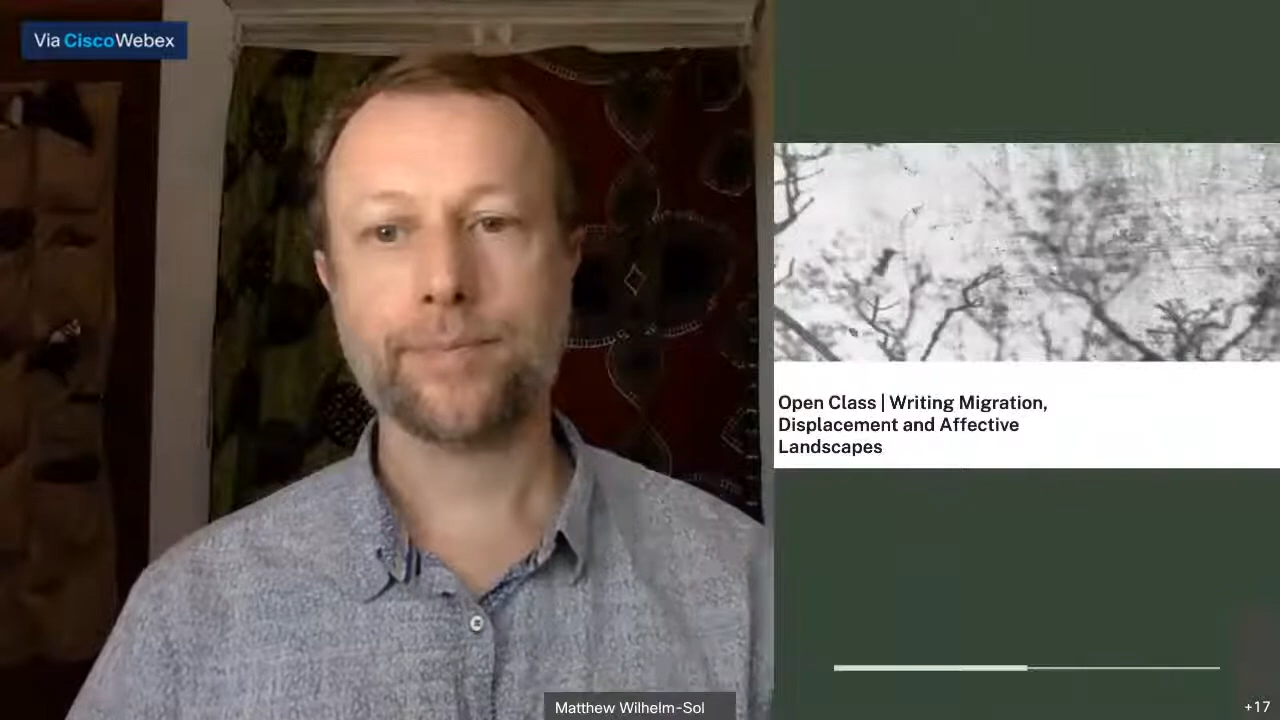 Via CiscoWebex
Open Class | Writing Migration,
Displacement and Affective
Landscapes
Matthew Wilhelm-Sol
+17